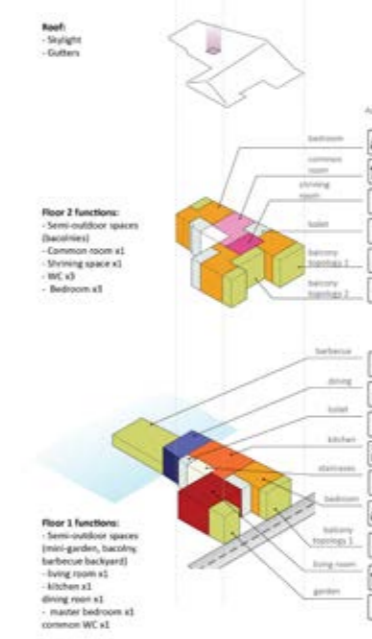 Roof:
- Skylight
- Gutters
bedroom
common
room
shrining
room
toilet
balcony
topology 1
balcony
topology 2
Floor 2 functions:
- Semi-outdoor spaces
(bacolnies)
- Common room x1
- Shrining space x1
- WC x3
- Bedroom x3
barbecue
dining
toilet
kitchen
staircases
bedroom
balcony
topology 1
living room
garden
Floor 1 functions:
- Semi-outdoor spaces
(mini-garden, bacolny,
barbecue backyard)
- living room x1
- kitchen x1
dining room x1
- master bedroom x1
common WC x1